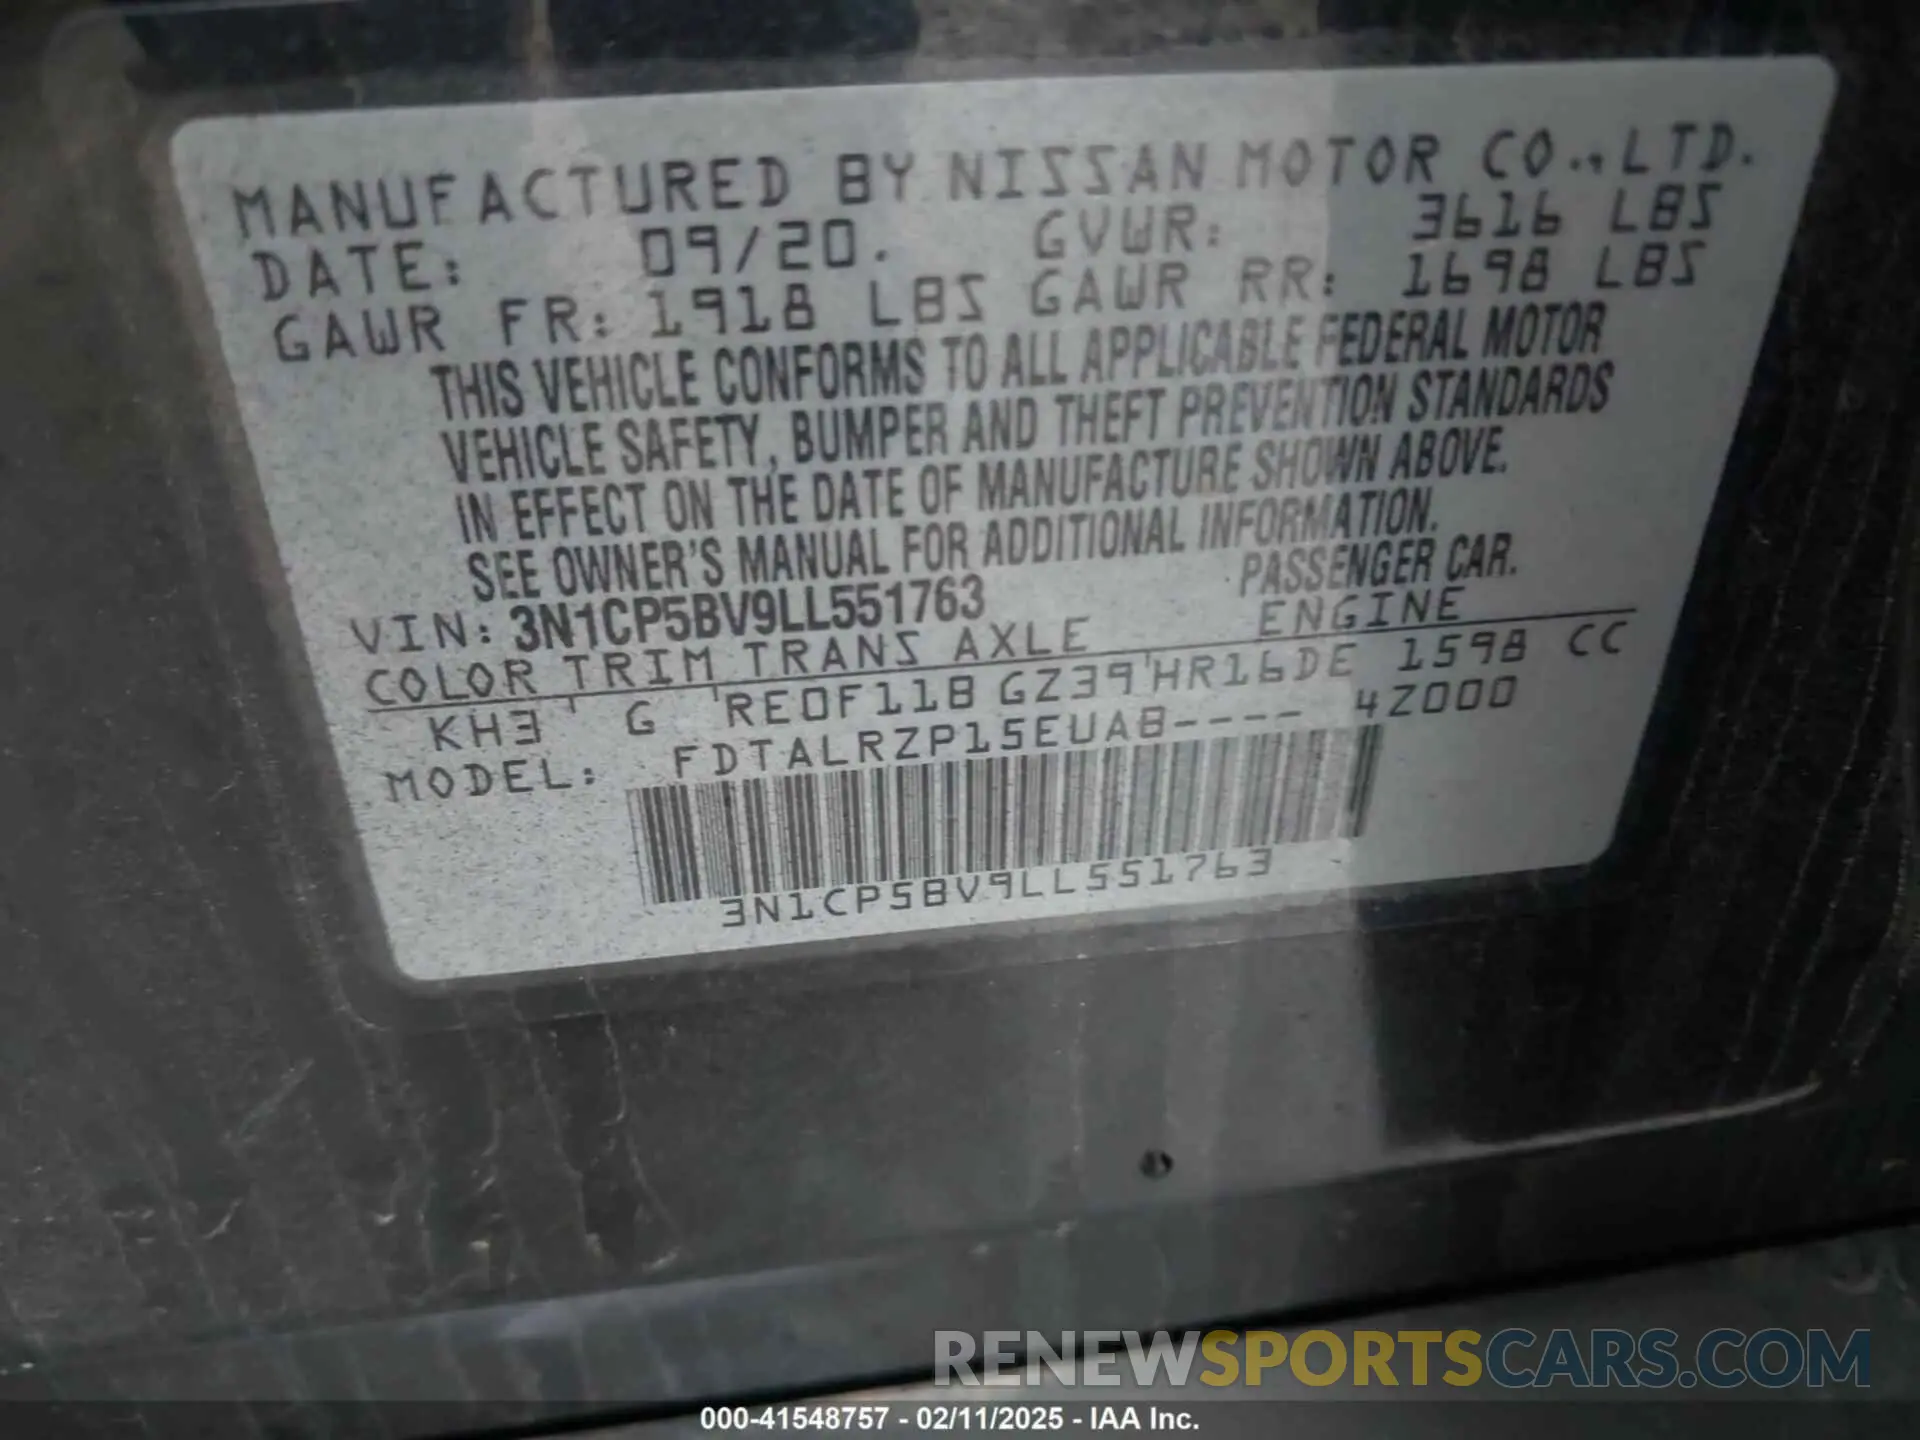 MANUFACTURED BY NISSAN MOTOR CO.,LTD.
DATE: 09/20. GVWR: 3616 LBS
GAWR FR: 1918 LBS GAWR RR: 1698 LBS
THIS VEHICLE CONFORMS TO ALL APPLICABLE FEDERAL MOTOR
VEHICLE SAFETY, BUMPER AND THEFT PREVENTION STANDARDS
IN EFFECT ON THE DATE OF MANUFACTURE SHOWN ABOVE.
SEE OWNER'S MANUAL FOR ADDITIONAL INFORMATION.
VIN: 3N1CP5BV9LL551763 PASSENGER CAR.
COLOR TRIM TRANS AXLE ENGINE
KH3 ' G ' RE0F11B GZ39'HR16DE 1598 CC
MODEL: FDTALRZP15EUA8---- 4Z000
3N1CP5BV9LL551763
RENEWSPORTSCARS.COM
000-41548757 - 02/11/2025 - IAA Inc.